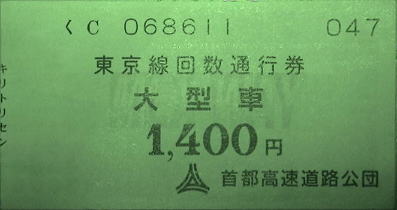 くC 068611 047
東京線回数通行券
大型車
1,400円
首都高速道路公団
キリトリセン